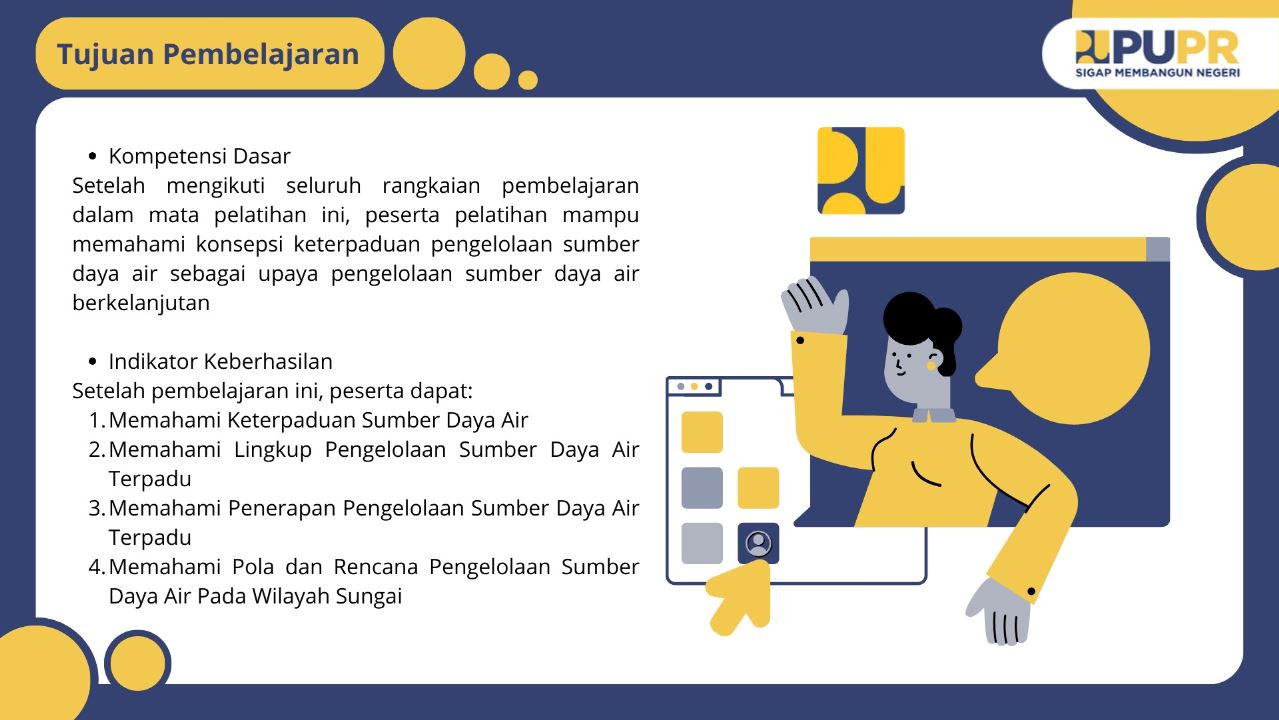 Tujuan Pembelajaran
PUPR
SIGAP MEMBANGUN NEGERI
• Kompetensi Dasar
Setelah mengikuti seluruh rangkaian pembelajaran
dalam mata pelatihan ini, peserta pelatihan mampu
memahami konsepsi keterpaduan pengelolaan sumber
daya air sebagai upaya pengelolaan sumber daya air
berkelanjutan
• Indikator Keberhasilan
Setelah pembelajaran ini, peserta dapat:
1. Memahami Keterpaduan Sumber Daya Air
2. Memahami Lingkup Pengelolaan Sumber Daya Air
Terpadu
3. Memahami Penerapan Pengelolaan Sumber Daya Air
Terpadu
4. Memahami Pola dan Rencana Pengelolaan Sumber
Daya Air Pada Wilayah Sungai